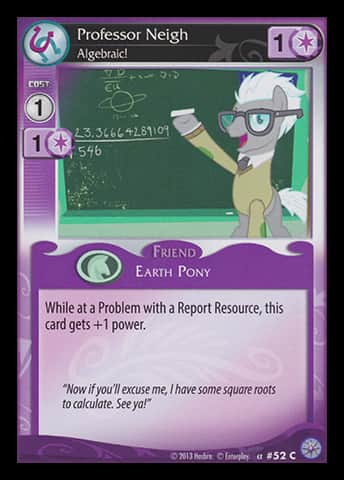 Professor Neigh
Algebraic!
1
COST
1
1
23.36664289109
546
FRIEND
EARTH PONY
While at a Problem with a Report Resource, this
card gets +1 power.
"Now if you'll excuse me, I have some square roots
to calculate. See ya!"
© 2013 Hasbro. © Enterplay. α #52 C